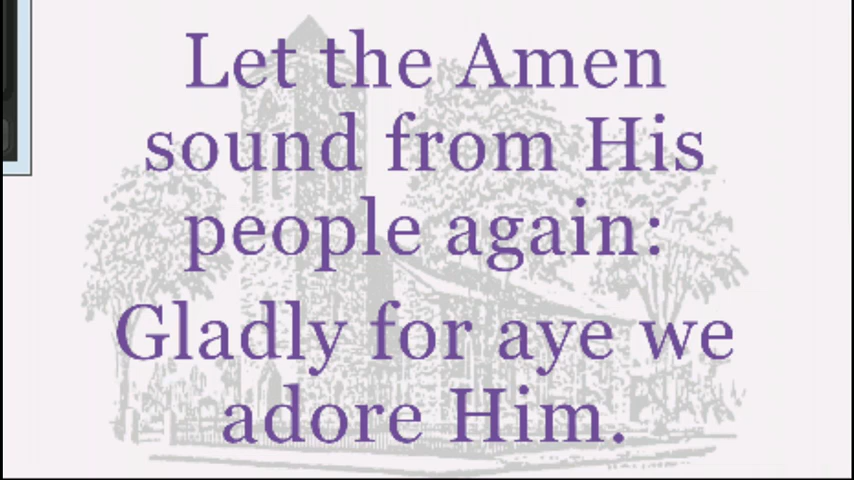 Let the Amen
sound from His
people again:
Gladly for aye we
adore Him.